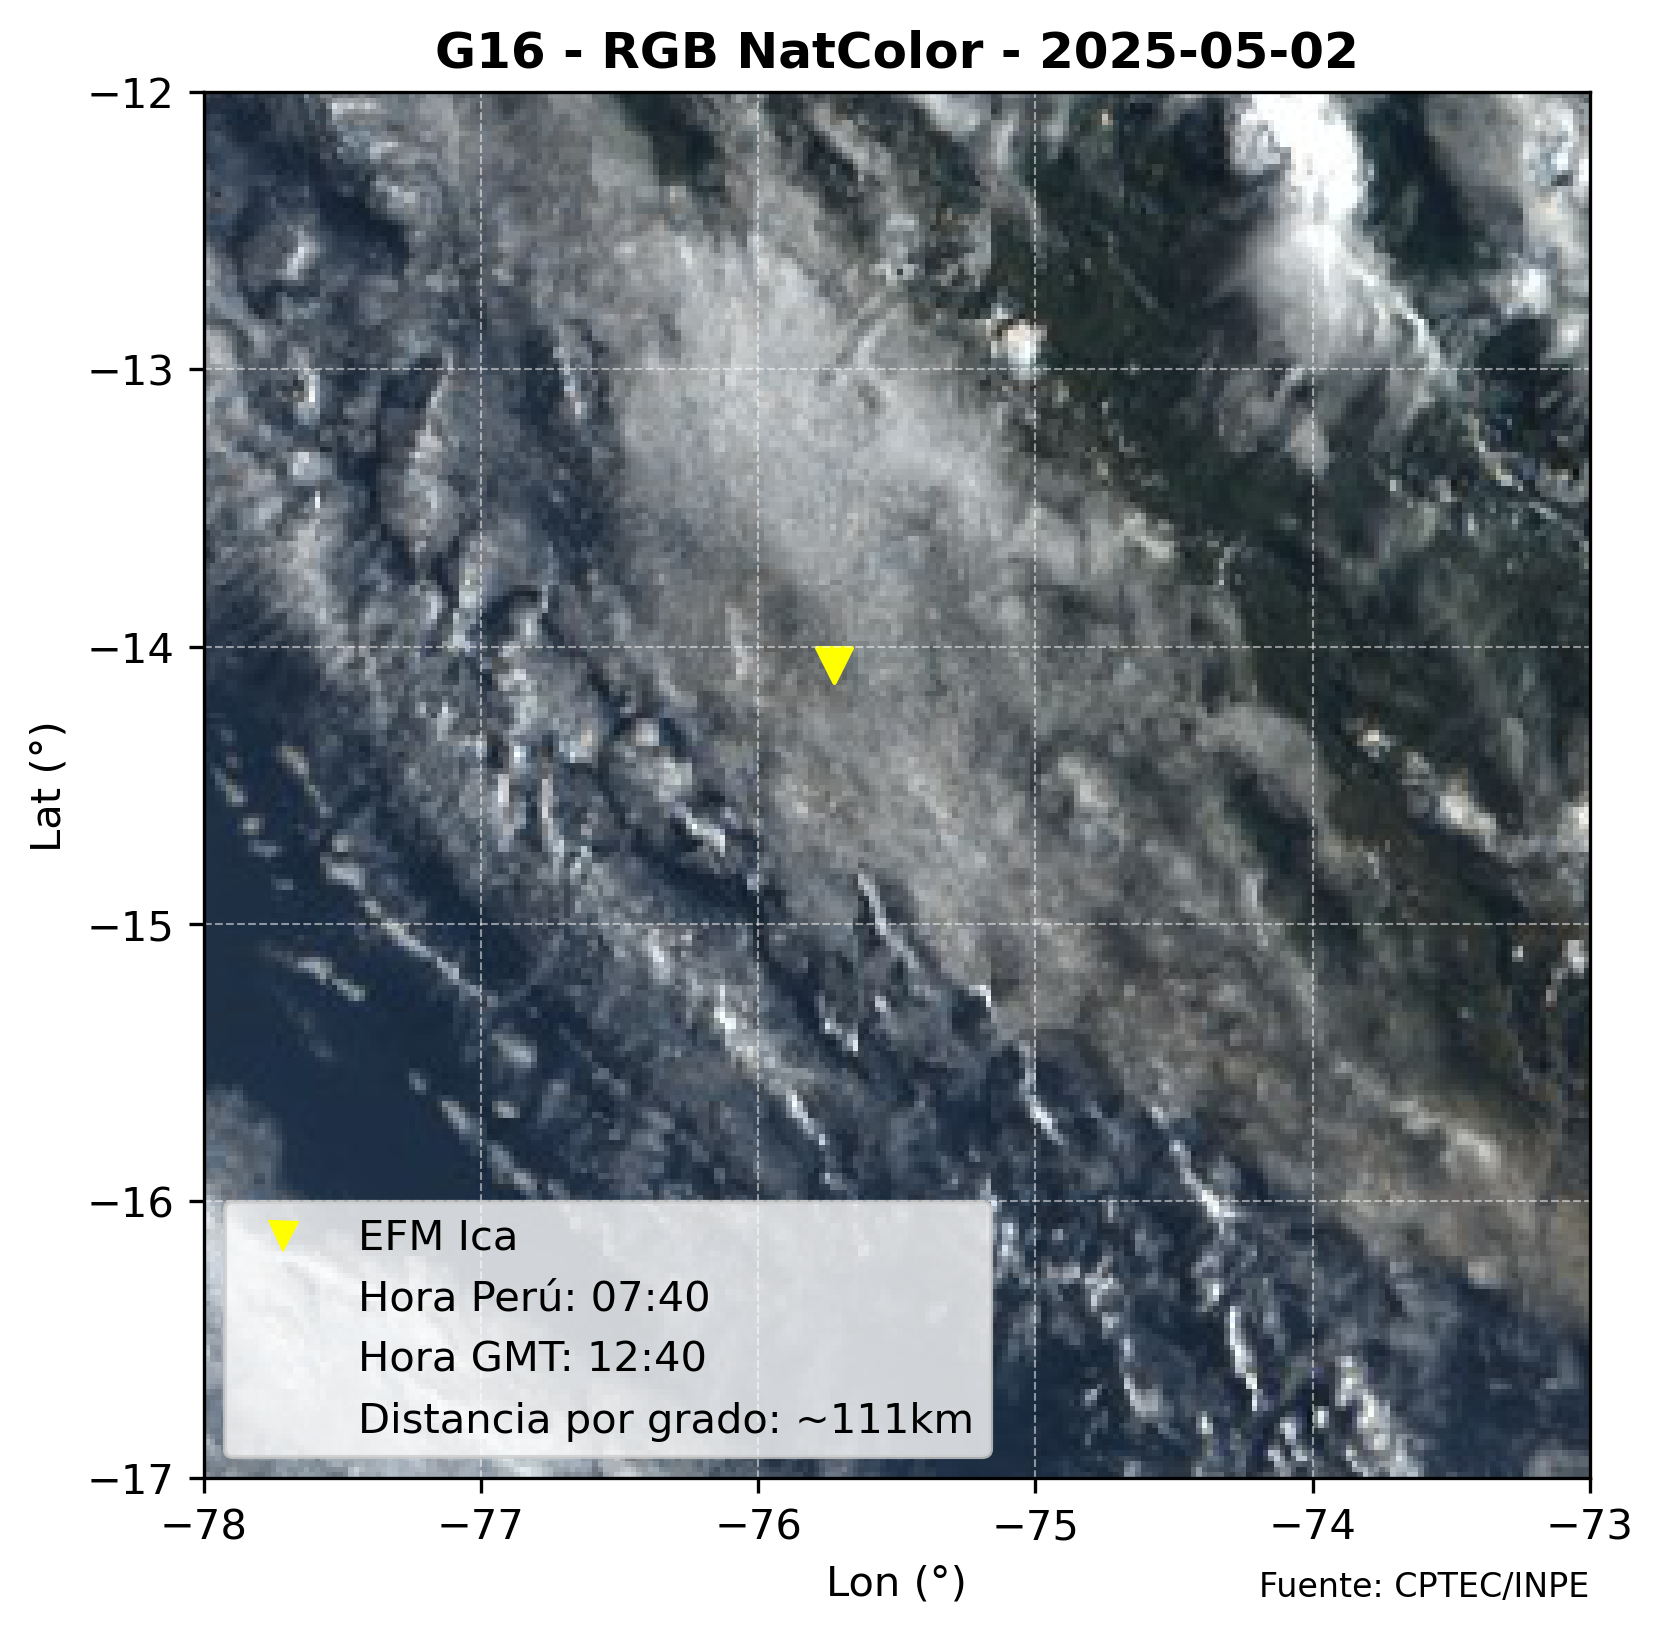 G16 - RGB NatColor - 2025-05-02
−12
−13
−14
−15
−16
−17
Lat (°)
EFM Ica
Hora Perú: 07:40
Hora GMT: 12:40
Distancia por grado: ~111km
−78 −77 −76 −75 −74 −73
Lon (°)
Fuente: CPTEC/INPE